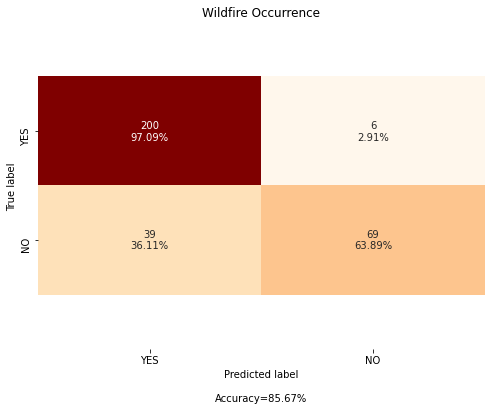 Wildfire Occurrence
True label
YES
200
97.09%
6
2.91%
NO
39
36.11%
69
63.89%
YES
NO
Predicted label
Accuracy=85.67%